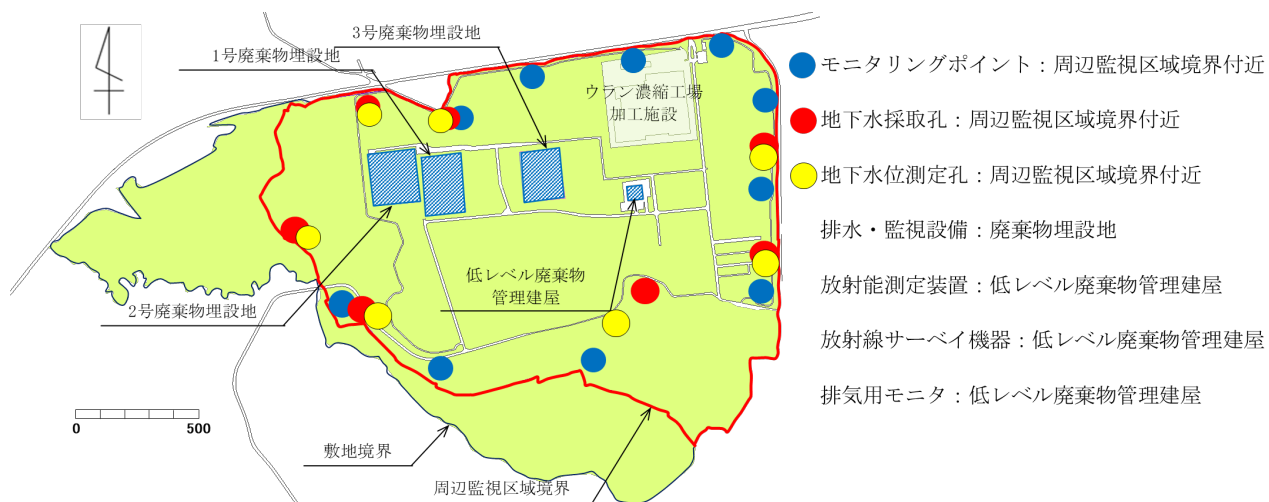 3号廃棄物埋設地
1号廃棄物埋設地
ウラン濃縮工場
加工施設
低レベル廃棄物
管理建屋
2号廃棄物埋設地
0
500
敷地境界
周辺監視区域境界
モニタリングポイント：周辺監視区域境界付近
地下水採取孔：周辺監視区域境界付近
地下水位測定孔：周辺監視区域境界付近
排水・監視設備：廃棄物埋設地
放射能測定装置：低レベル廃棄物管理建屋
放射線サーベイ機器：低レベル廃棄物管理建屋
排気用モニタ：低レベル廃棄物管理建屋